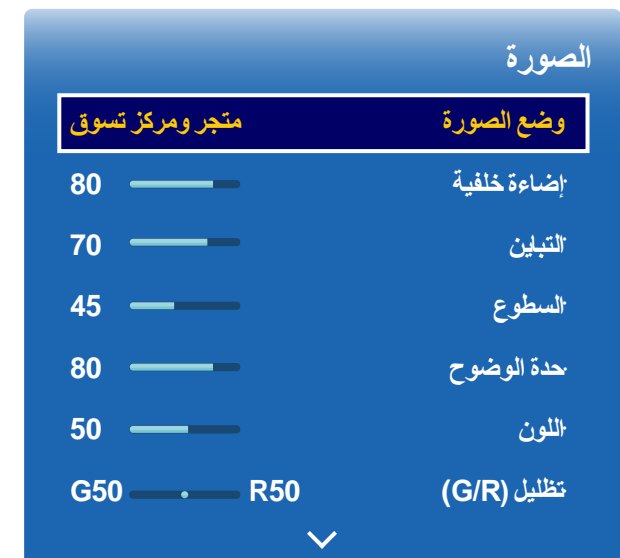 الصورة
وضع الصورة متجر ومركز تسوق
إضاءة خلفية 80
التباين 70
السطوع 45
حدة الوضوح 80
اللون 50
تظليل (G/R) R50 G50